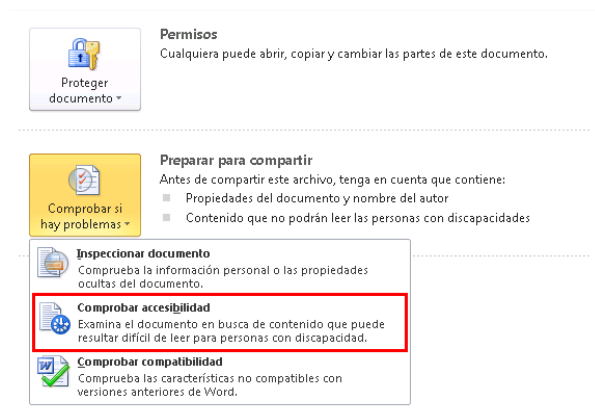 Permisos
Cualquiera puede abrir, copiar y cambiar las partes de este documento.
Proteger
documento
Preparar para compartir
Antes de compartir este archivo, tenga en cuenta que contiene:
Propiedades del documento y nombre del autor
Contenido que no podrán leer las personas con discapacidades
Comprobar si
hay problemas
Inspeccionar documento
Comprueba la información personal o las propiedades
ocultas del documento.
Comprobar accesibilidad
Examina el documento en busca de contenido que puede
resultar difícil de leer para personas con discapacidad.
Comprobar compatibilidad
Comprueba las características no compatibles con
versiones anteriores de Word.